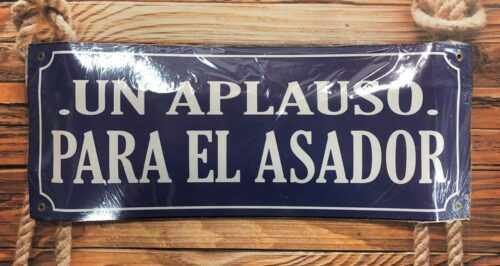 .UN APLAUSO.
PARA EL ASADOR